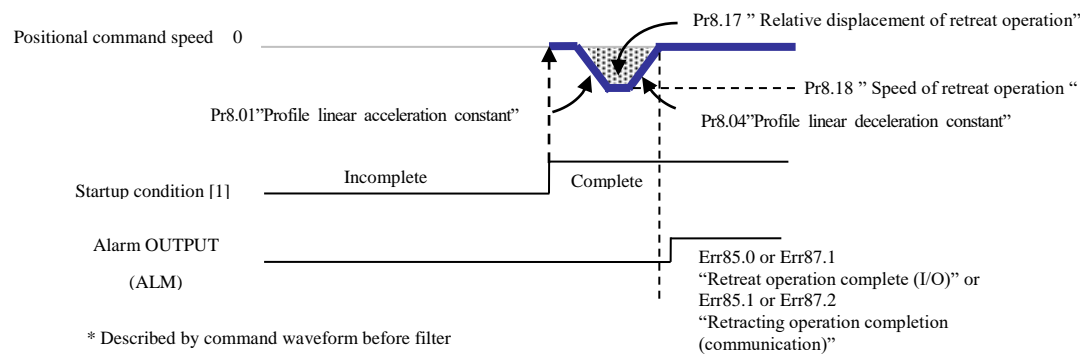 Pr8.17 ” Relative displacement of retreat operation”
Positional command speed 0
Pr8.18 ” Speed of retreat operation “
Pr8.01”Profile linear acceleration constant”
Pr8.04”Profile linear deceleration constant”
Incomplete
Complete
Startup condition [1]
Alarm OUTPUT
(ALM)
Err85.0 or Err87.1
“Retreat operation complete (I/O)” or
Err85.1 or Err87.2
“Retracting operation completion
(communication)”
* Described by command waveform before filter